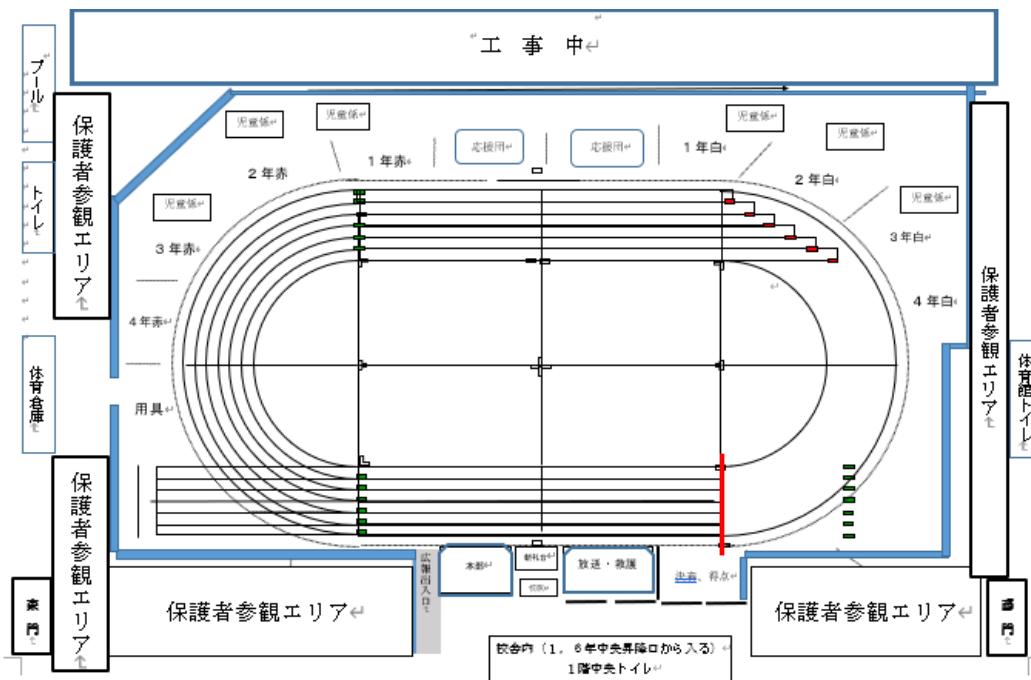 工 事 中
プール
保護者参観エリア
トイレ
児童係
児童係
応援団
応援団
児童係
児童係
児童係
児童係
2年赤
1年赤
1年白
2年白
3年赤
3年白
4年赤
4年白
用具
体育倉庫
保護者参観エリア
体育館トイレ
保護者参観エリア
広報出入口
本部
朝礼台
放送・救護
決審、得点
保護者参観エリア
保護者参観エリア
門
門
校舎内（1，6年中央昇降口から入る）
1階中央トイレ